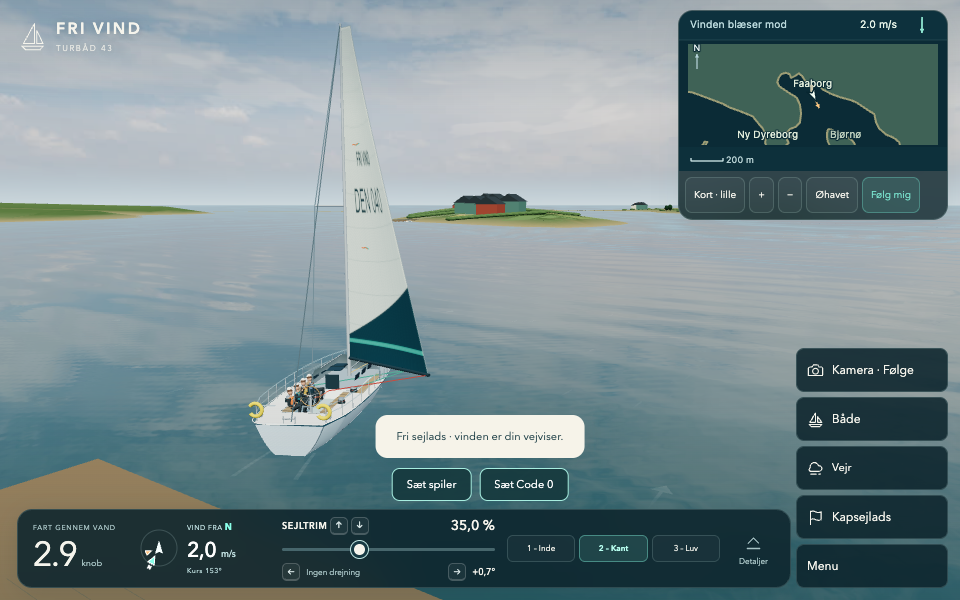 FRI VIND
TURBÅD 43
Vinden blæser mod 2.0 m/s
N
Faaborg
Ny Dyreborg
Bjørnø
200 m
Kort · lille
+
−
Øhavet
Følg mig
FRI VIND
DEN 040
Kamera · Følge
Både
Vejr
Kapsejlads
Menu
Fri sejlads · vinden er din vejviser.
Sæt spiler
Sæt Code 0
FART GENNEM VAND
2.9 knob
VIND FRA N
2,0 m/s
Kurs 153°
SEJLTRIM ↑ ↓ 35,0 %
← Ingen drejning → +0,7°
1 – Inde
2 – Kant
3 – Luv
Detaljer